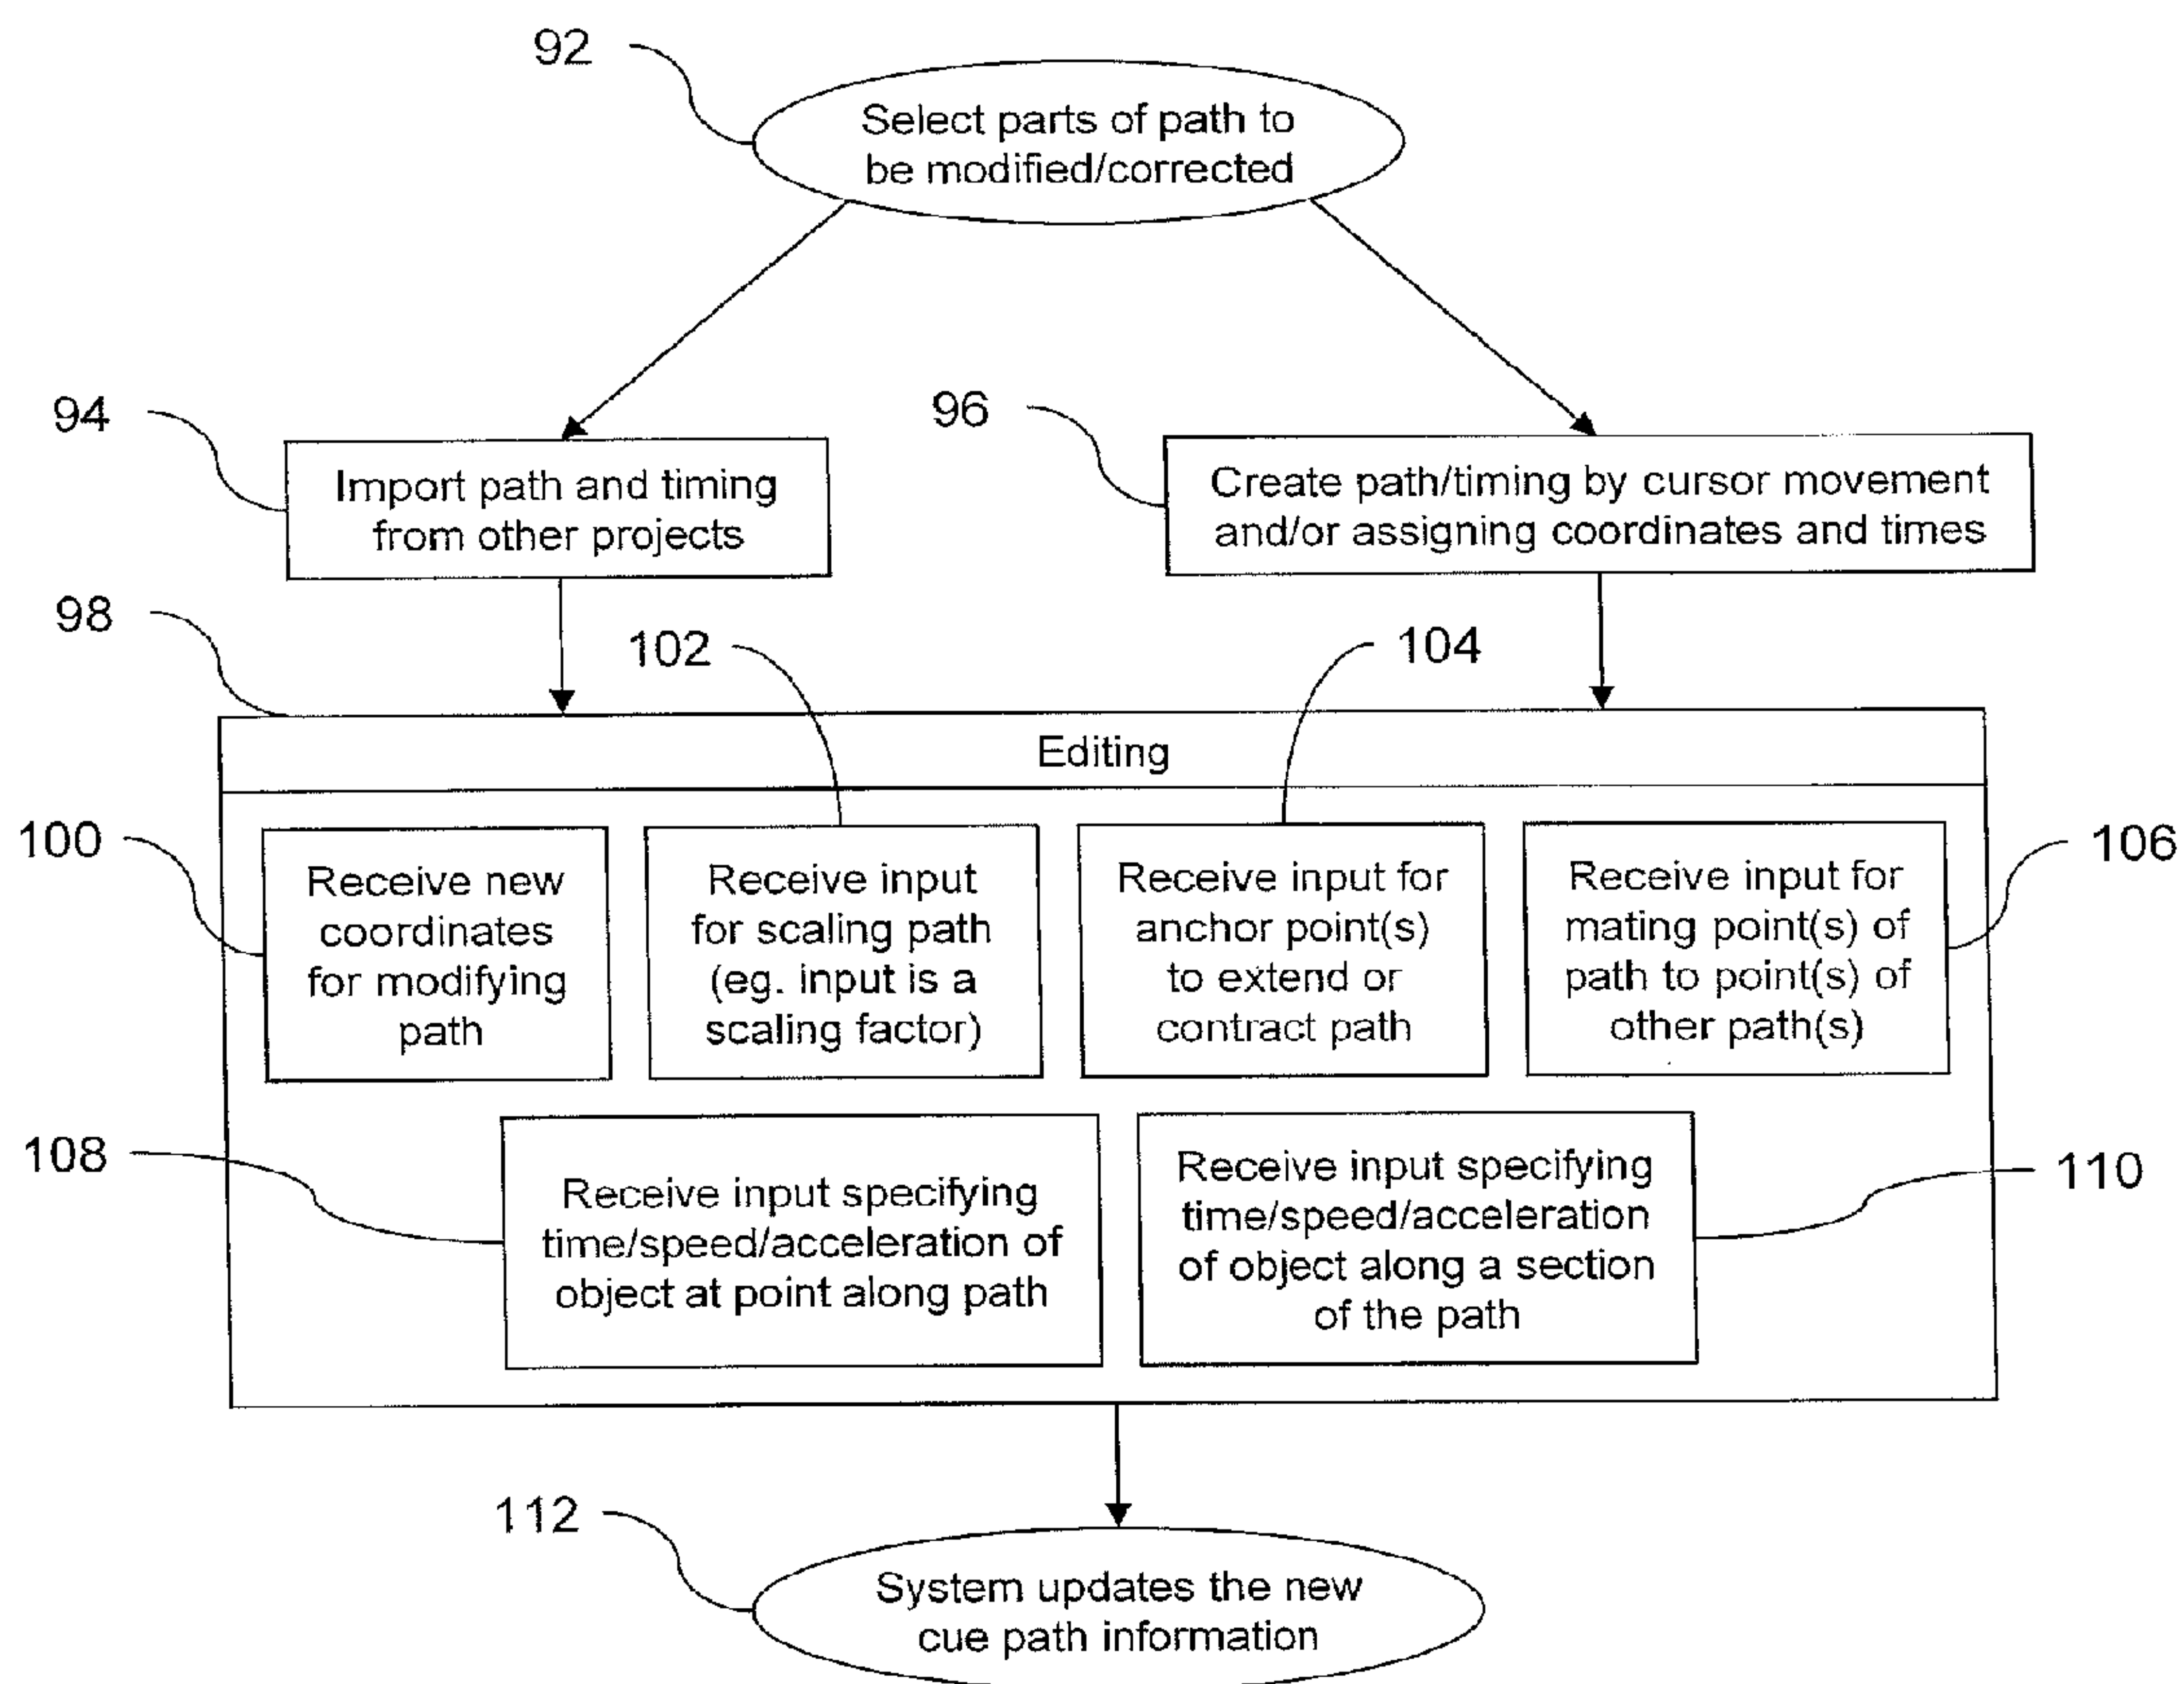 92
Select parts of path to
be modified/corrected
94
Import path and timing
from other projects
96
Create path/timing by cursor movement
and/or assigning coordinates and times
98
Editing
100
Receive new
coordinates
for modifying
path
102
Receive input
for scaling path
(eg. input is a
scaling factor)
104
Receive input for
anchor point(s)
to extend or
contract path
106
Receive input for
mating point(s) of
path to point(s) of
other path(s)
108
Receive input specifying
time/speed/acceleration of
object at point along path
110
Receive input specifying
time/speed/acceleration
of object along a section
of the path
112
System updates the new
cue path information